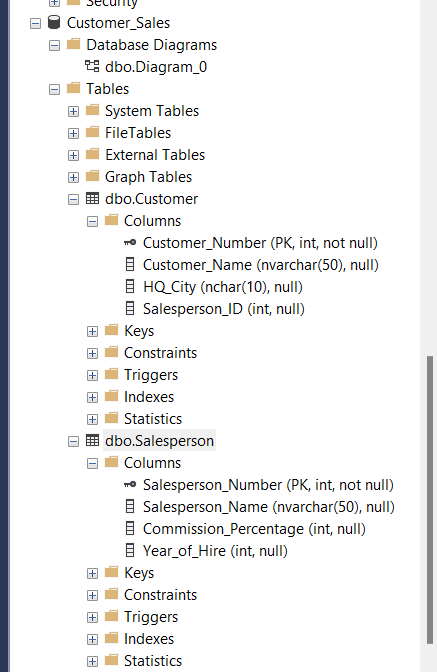 Security
Customer_Sales
Database Diagrams
dbo.Diagram_0
Tables
System Tables
FileTables
External Tables
Graph Tables
dbo.Customer
Columns
Customer_Number (PK, int, not null)
Customer_Name (nvarchar(50), null)
HQ_City (nchar(10), null)
Salesperson_ID (int, null)
Keys
Constraints
Triggers
Indexes
Statistics
dbo.Salesperson
Columns
Salesperson_Number (PK, int, not null)
Salesperson_Name (nvarchar(50), null)
Commission_Percentage (int, null)
Year_of_Hire (int, null)
Keys
Constraints
Triggers
Indexes
Statistics